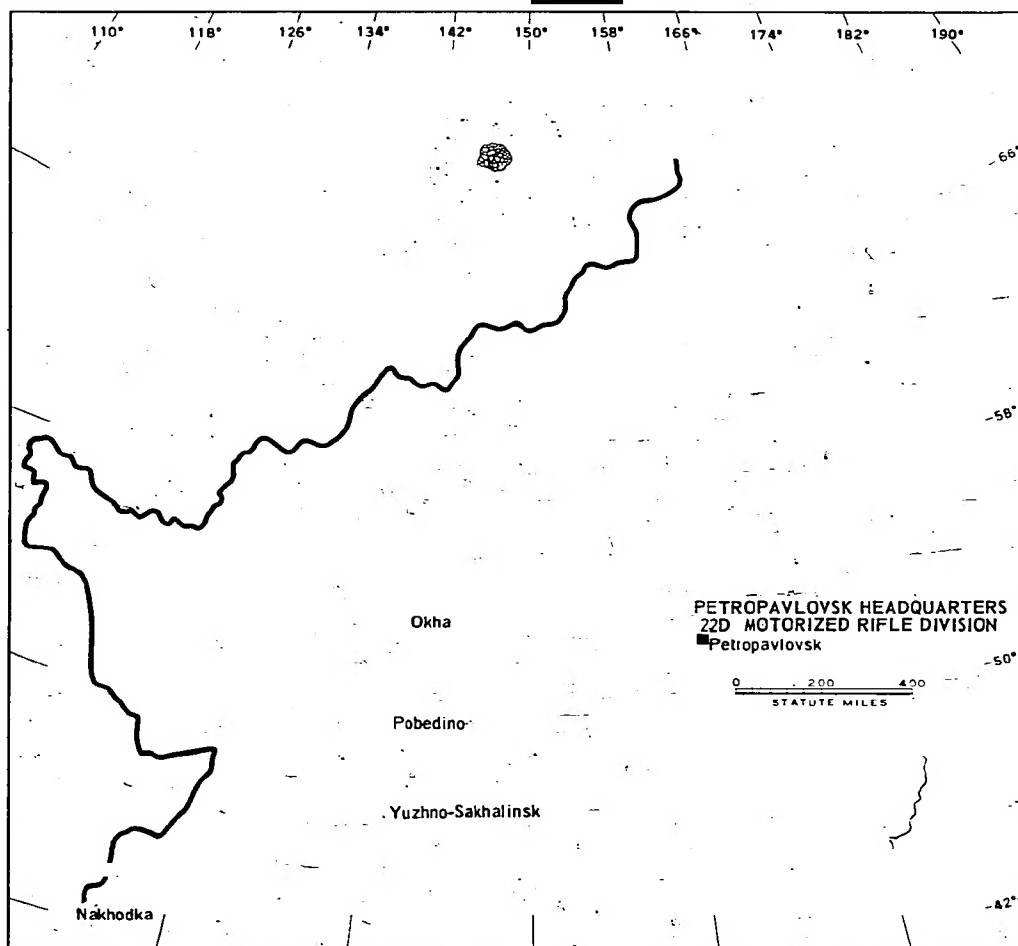 110° 118° 126° 134° 142° 150° 158° 166° 174° 182° 190°
66°
58°
Okha
PETROPAVLOVSK HEADQUARTERS
22D MOTORIZED RIFLE DIVISION
Petropavlovsk
50°
0 200 400
STATUTE MILES
Pobedino
Yuzhno-Sakhalinsk
42°
Nakhodka